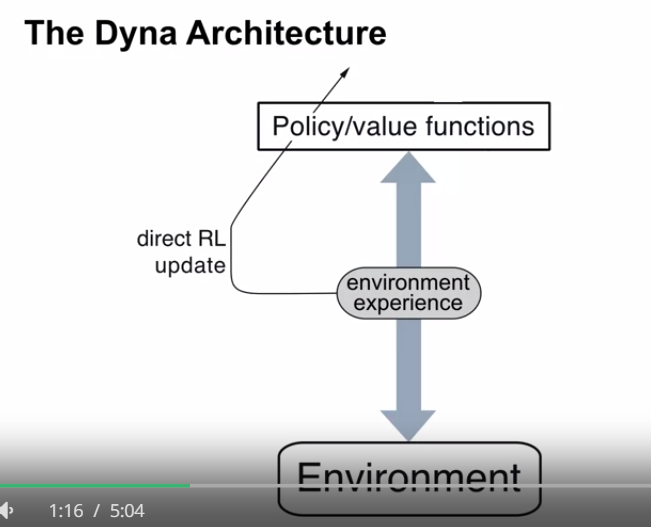 The Dyna Architecture
Policy/value functions
direct RL
update
environment
experience
Environment
1:16 / 5:04